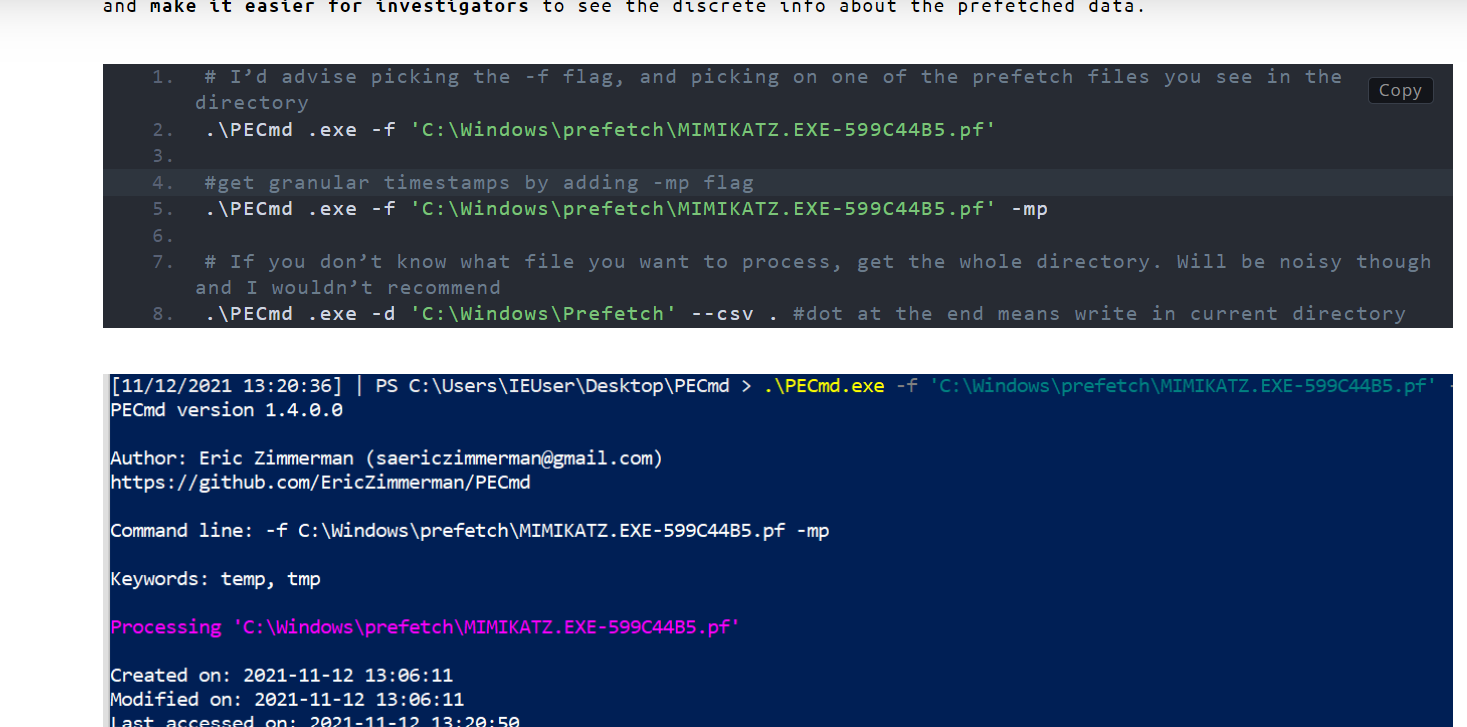 and make it easier for investigators to see the discrete info about the prefetched data.
Copy
1. # I’d advise picking the -f flag, and picking on one of the prefetch files you see in the
directory
2. .\PECmd .exe -f 'C:\Windows\prefetch\MIMIKATZ.EXE-599C44B5.pf'
3.
4. #get granular timestamps by adding -mp flag
5. .\PECmd .exe -f 'C:\Windows\prefetch\MIMIKATZ.EXE-599C44B5.pf' -mp
6.
7. # If you don’t know what file you want to process, get the whole directory. Will be noisy though
and I wouldn’t recommend
8. .\PECmd .exe -d 'C:\Windows\Prefetch' --csv . #dot at the end means write in current directory
[11/12/2021 13:20:36] | PS C:\Users\IEUser\Desktop\PECmd > .\PECmd.exe -f 'C:\Windows\prefetch\MIMIKATZ.EXE-599C44B5.pf'
PECmd version 1.4.0.0
Author: Eric Zimmerman (saericzimmerman@gmail.com)
https://github.com/EricZimmerman/PECmd
Command line: -f C:\Windows\prefetch\MIMIKATZ.EXE-599C44B5.pf -mp
Keywords: temp, tmp
Processing 'C:\Windows\prefetch\MIMIKATZ.EXE-599C44B5.pf'
Created on: 2021-11-12 13:06:11
Modified on: 2021-11-12 13:06:11
Last accessed on: 2021-11-12 13:20:50